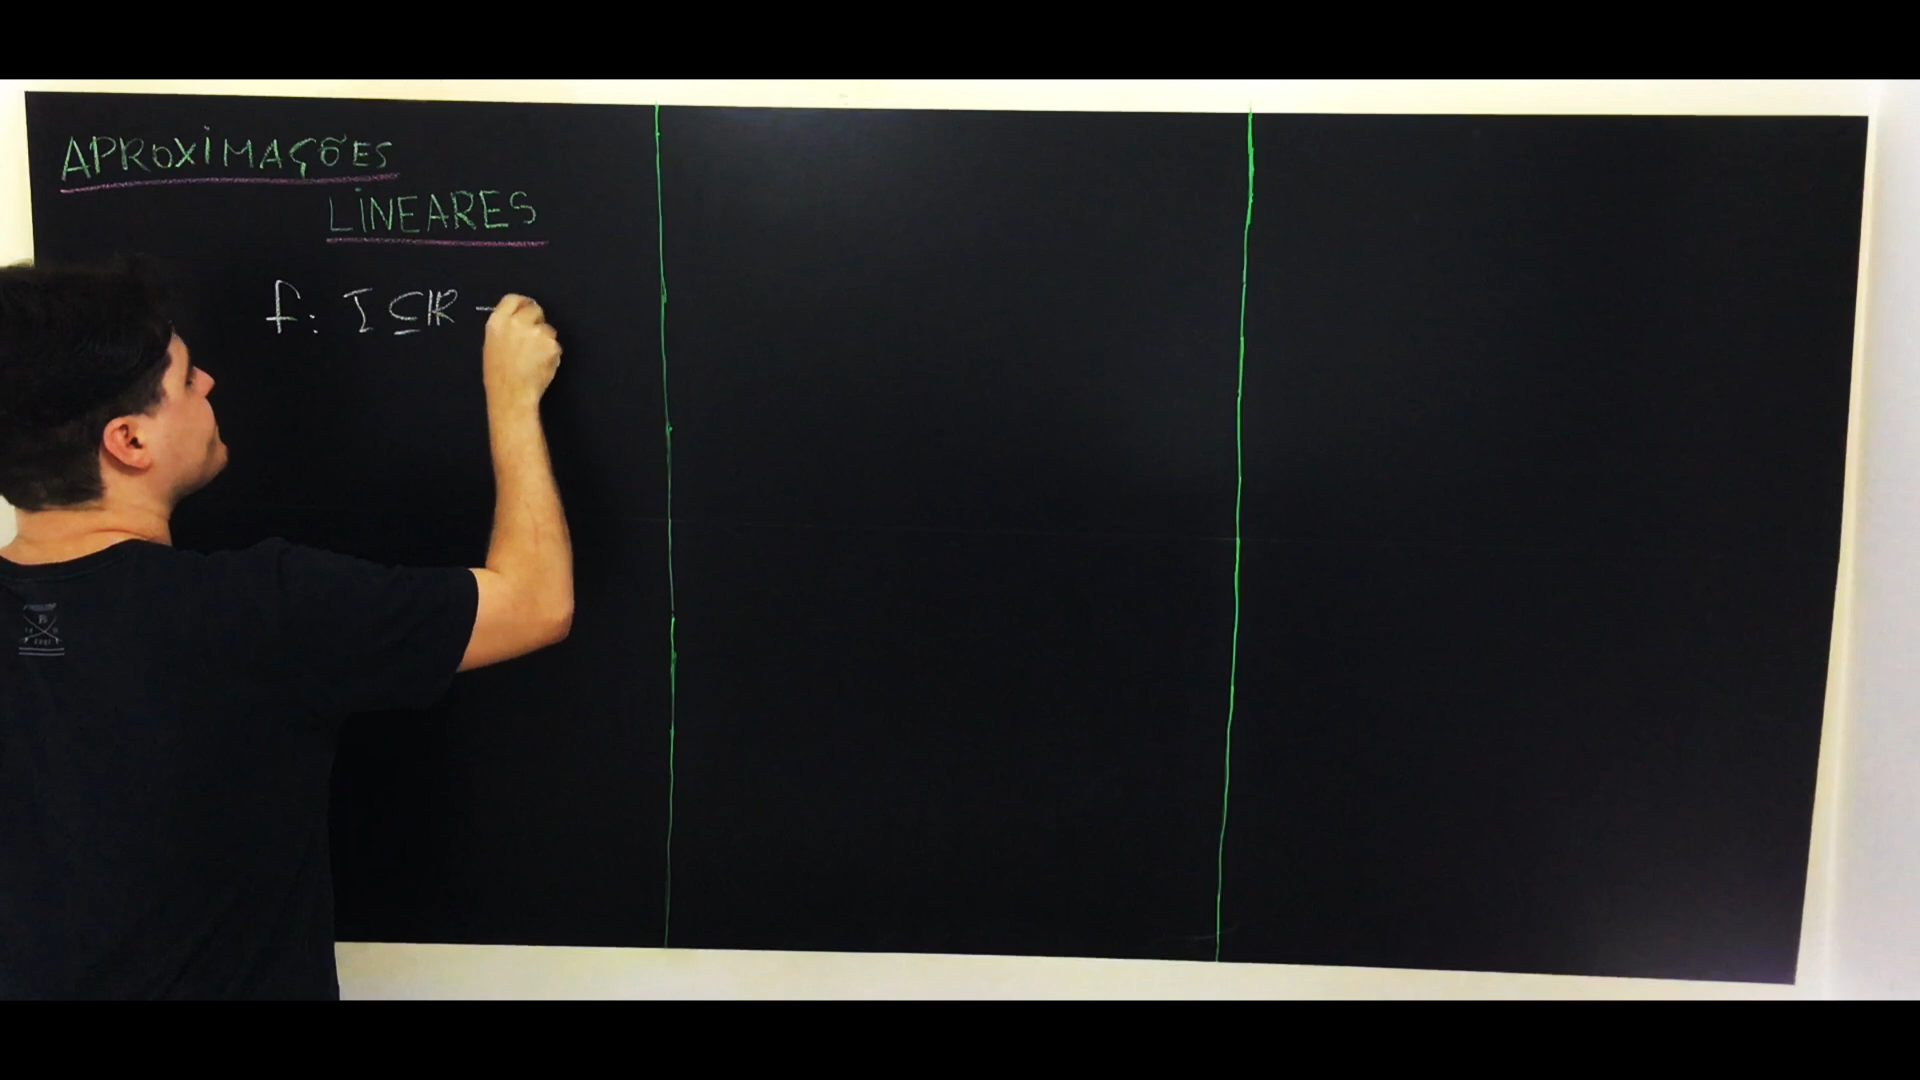 APROXIMAÇÕES
LINEARES
f: I ⊆ ℝ -